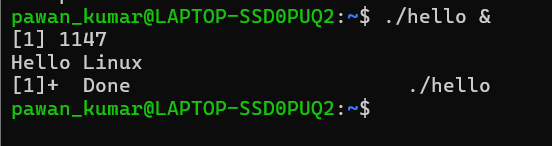 pawan_kumar@LAPTOP-SSD0PUQ2:~$ ./hello &
[1] 1147
Hello Linux
[1]+  Done                    ./hello
pawan_kumar@LAPTOP-SSD0PUQ2:~$